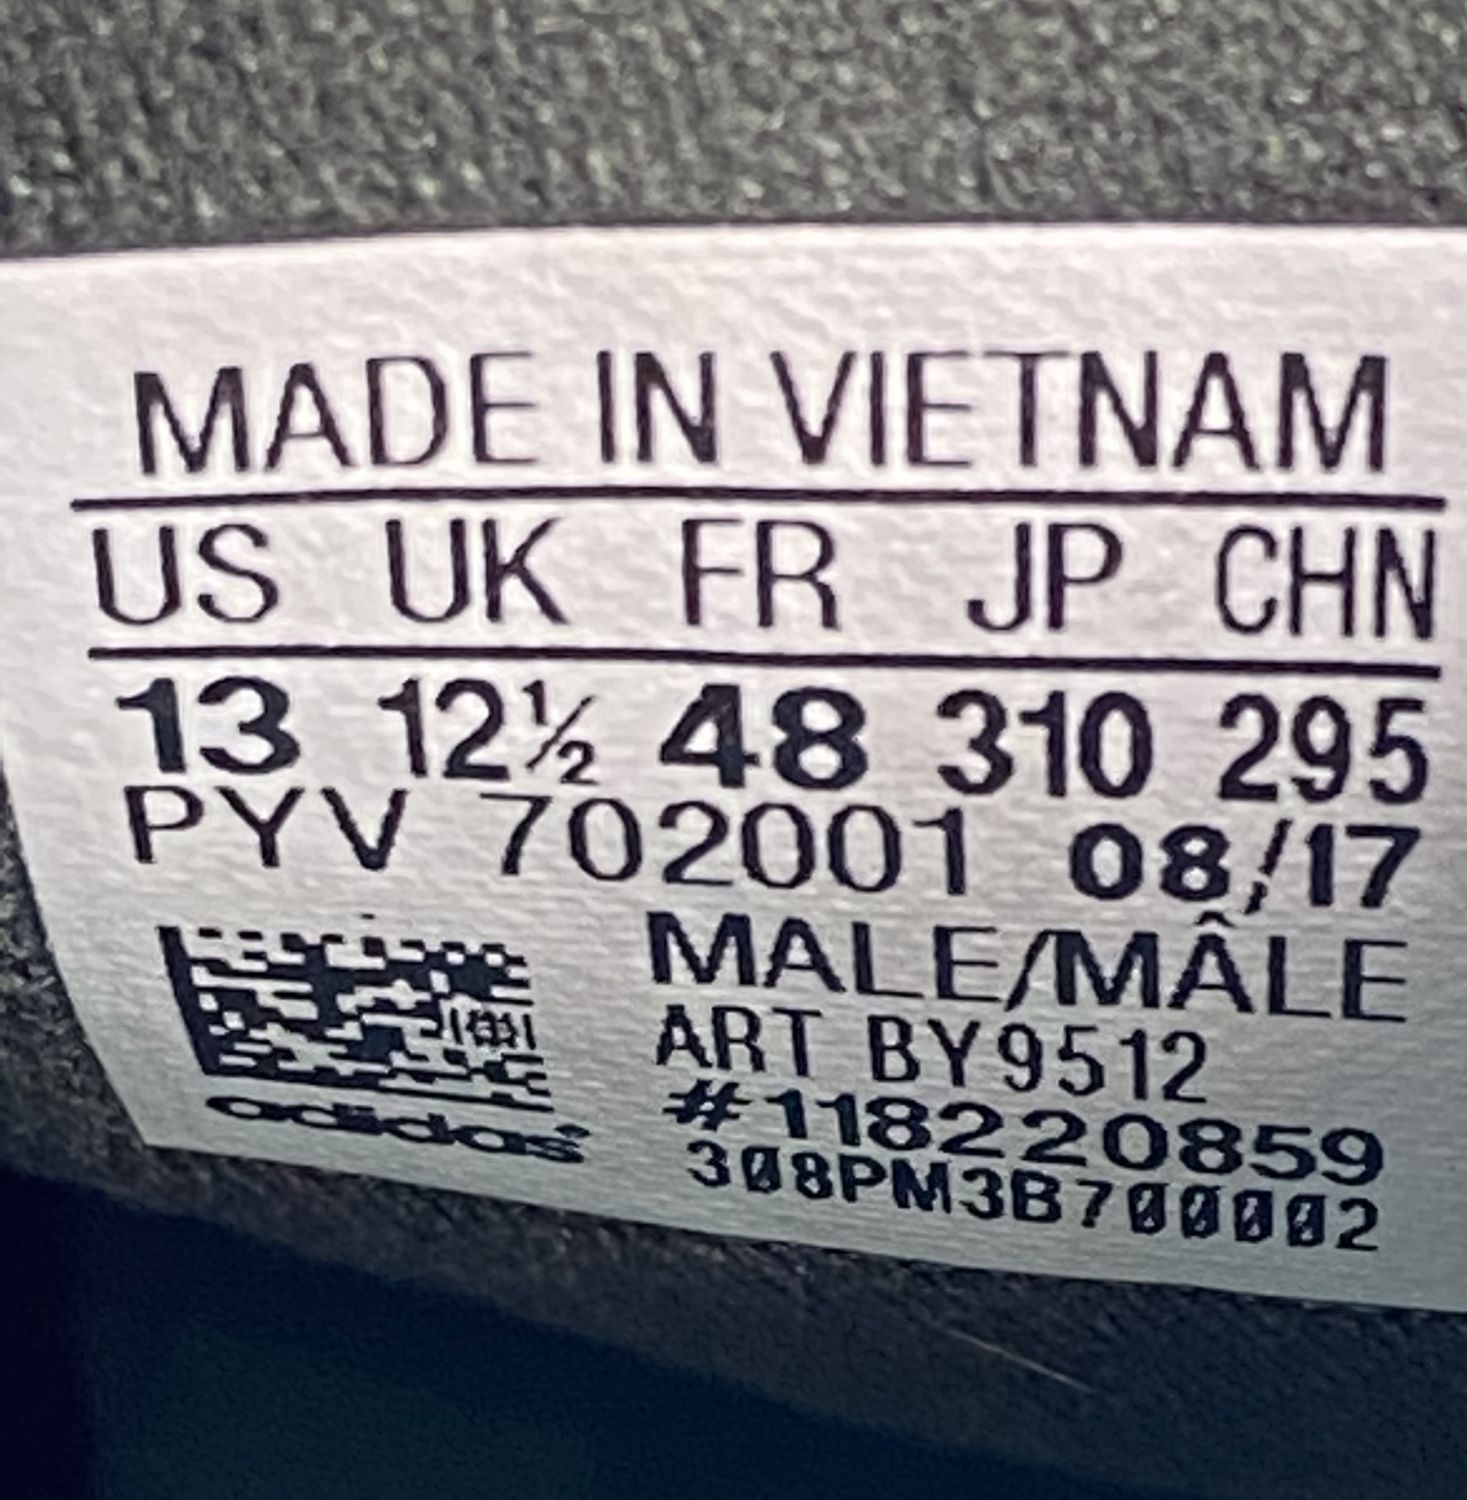 MADE IN VIETNAM
US UK FR JP CHN
13 12½ 48 310 295
PYV 702001 08/17
MALE/MÂLE
ART BY9512
#118220859
308PM3B700002
adidas